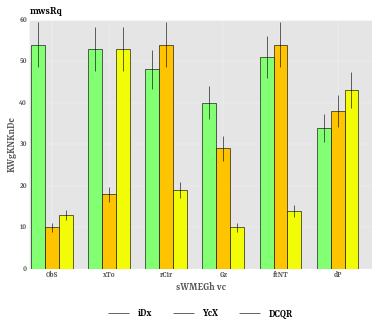 mwsRq
60
50
40
30
20
10
0
KWgKNKnDc
ObS xTo rCir Gz ftNT dP
sWMEGh vc
iDx YcX DCQR